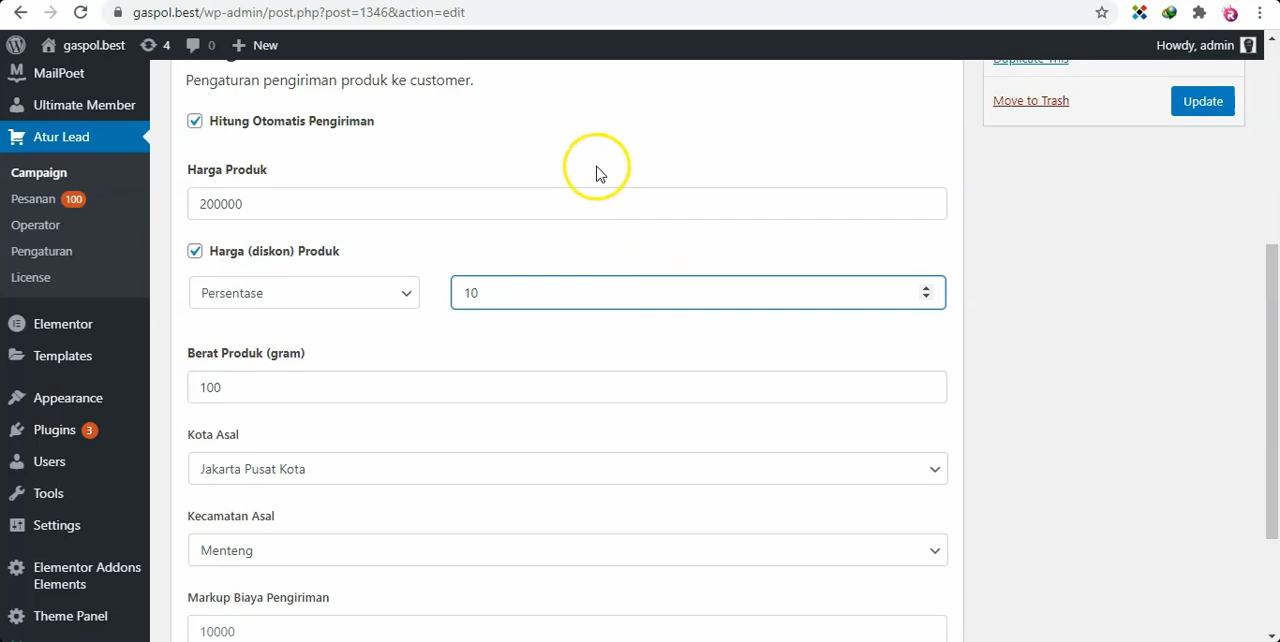 gaspol.best/wp-admin/post.php?post=1346&action=edit
gaspol.best 4 0 New Howdy, admin
MailPoet
Ultimate Member
Atur Lead
Campaign
Pesanan 100
Operator
Pengaturan
License
Elementor
Templates
Appearance
Plugins 3
Users
Tools
Settings
Elementor Addons
Elements
Theme Panel
Pengaturan pengiriman produk ke customer.
Hitung Otomatis Pengiriman
Harga Produk
200000
Harga (diskon) Produk
Persentase 10
Berat Produk (gram)
100
Kota Asal
Jakarta Pusat Kota
Kecamatan Asal
Menteng
Markup Biaya Pengiriman
10000
Duplicate This
Move to Trash Update